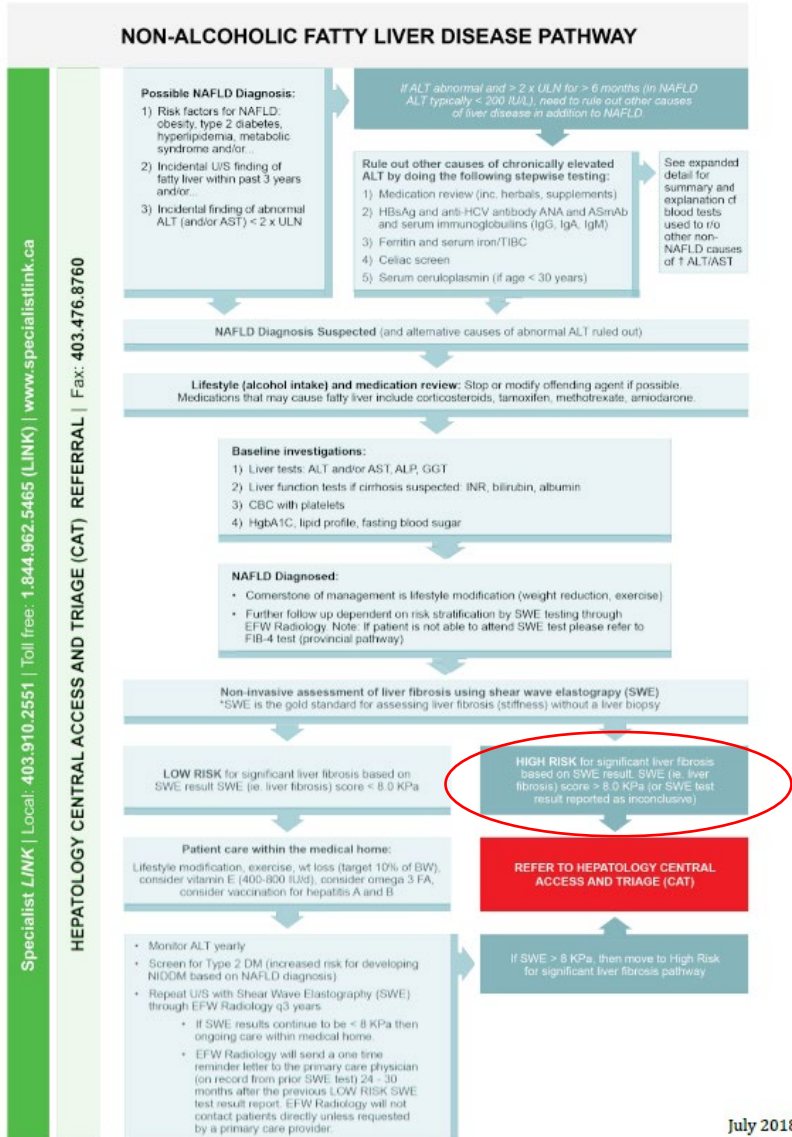 NON-ALCOHOLIC FATTY LIVER DISEASE PATHWAY
Specialist LINK | Local: 403.910.2551 | Toll free: 1.844.962.5465 (LINK) | www.specialistlink.ca
HEPATOLOGY CENTRAL ACCESS AND TRIAGE (CAT) REFERRAL | Fax: 403.476.8760
Possible NAFLD Diagnosis:
1) Risk factors for NAFLD:
obesity, type 2 diabetes,
hyperlipidemia, metabolic
syndrome and/or...
2) Incidental U/S finding of
fatty liver within past 3 years
and/or...
3) Incidental finding of abnormal
ALT (and/or AST) < 2 x ULN
If ALT abnormal and > 2 x ULN for > 6 months (in NAFLD
ALT typically < 200 IU/L), need to rule out other causes
of liver disease in addition to NAFLD.
Rule out other causes of chronically elevated
ALT by doing the following stepwise testing:
1) Medication review (inc. herbals, supplements)
2) HBsAg and anti-HCV antibody ANA and ASmAb
and serum immunoglobuilins (IgG, IgA, IgM)
3) Ferritin and serum iron/TIBC
4) Celiac screen
5) Serum ceruloplasmin (if age < 30 years)
See expanded
detail for
summary and
explanation of
blood tests
used to r/o
other non-
NAFLD causes
of ↑ ALT/AST
NAFLD Diagnosis Suspected (and alternative causes of abnormal ALT ruled out)
Lifestyle (alcohol intake) and medication review: Stop or modify offending agent if possible.
Medications that may cause fatty liver include corticosteroids, tamoxifen, methotrexate, amiodarone.
Baseline investigations:
1) Liver tests: ALT and/or AST, ALP, GGT
2) Liver function tests if cirrhosis suspected: INR, bilirubin, albumin
3) CBC with platelets
4) HgbA1C, lipid profile, fasting blood sugar
NAFLD Diagnosed:
• Cornerstone of management is lifestyle modification (weight reduction, exercise)
• Further follow up dependent on risk stratification by SWE testing through
EFW Radiology. Note: If patient is not able to attend SWE test please refer to
FIB-4 test (provincial pathway)
Non-invasive assessment of liver fibrosis using shear wave elastograpy (SWE)
*SWE is the gold standard for assessing liver fibrosis (stiffness) without a liver biopsy
LOW RISK for significant liver fibrosis based on
SWE result SWE (ie. liver fibrosis) score < 8.0 KPa
HIGH RISK for significant liver fibrosis
based on SWE result. SWE (ie. liver
fibrosis) score > 8.0 KPa (or SWE test
result reported as inconclusive)
Patient care within the medical home:
Lifestyle modification, exercise, wt loss (target 10% of BW),
consider vitamin E (400-800 IU/d), consider omega 3 FA,
consider vaccination for hepatitis A and B
REFER TO HEPATOLOGY CENTRAL
ACCESS AND TRIAGE (CAT)
• Monitor ALT yearly
• Screen for Type 2 DM (increased risk for developing
NIDDM based on NAFLD diagnosis)
• Repeat U/S with Shear Wave Elastography (SWE)
through EFW Radiology q3 years
• If SWE results continue to be < 8 KPa then
ongoing care within medical home.
• EFW Radiology will send a one time
reminder letter to the primary care physician
(on record from prior SWE test) 24 - 30
months after the previous LOW RISK SWE
test result report. EFW Radiology will not
contact patients directly unless requested
by a primary care provider.
If SWE > 8 KPa, then move to High Risk
for significant liver fibrosis pathway
July 2018